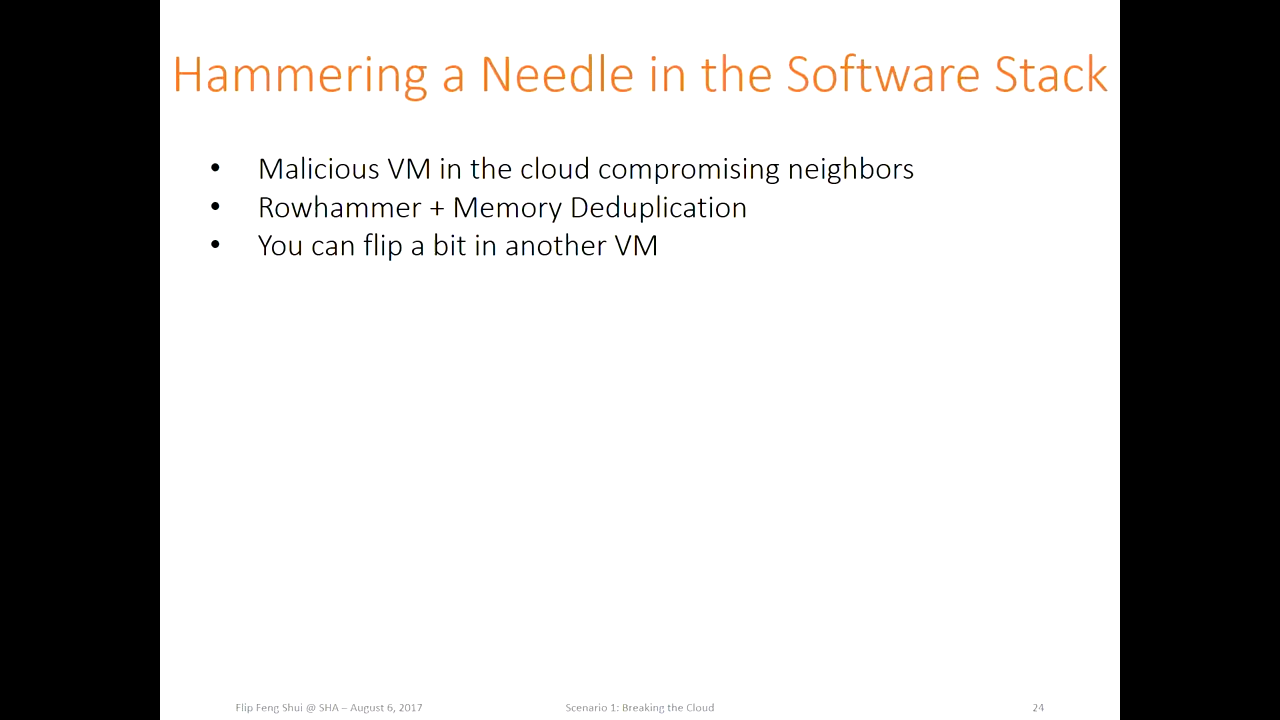 Hammering a Needle in the Software Stack
• Malicious VM in the cloud compromising neighbors
• Rowhammer + Memory Deduplication
• You can flip a bit in another VM
Flip Feng Shui @ SHA – August 6, 2017 Scenario 1: Breaking the Cloud 24